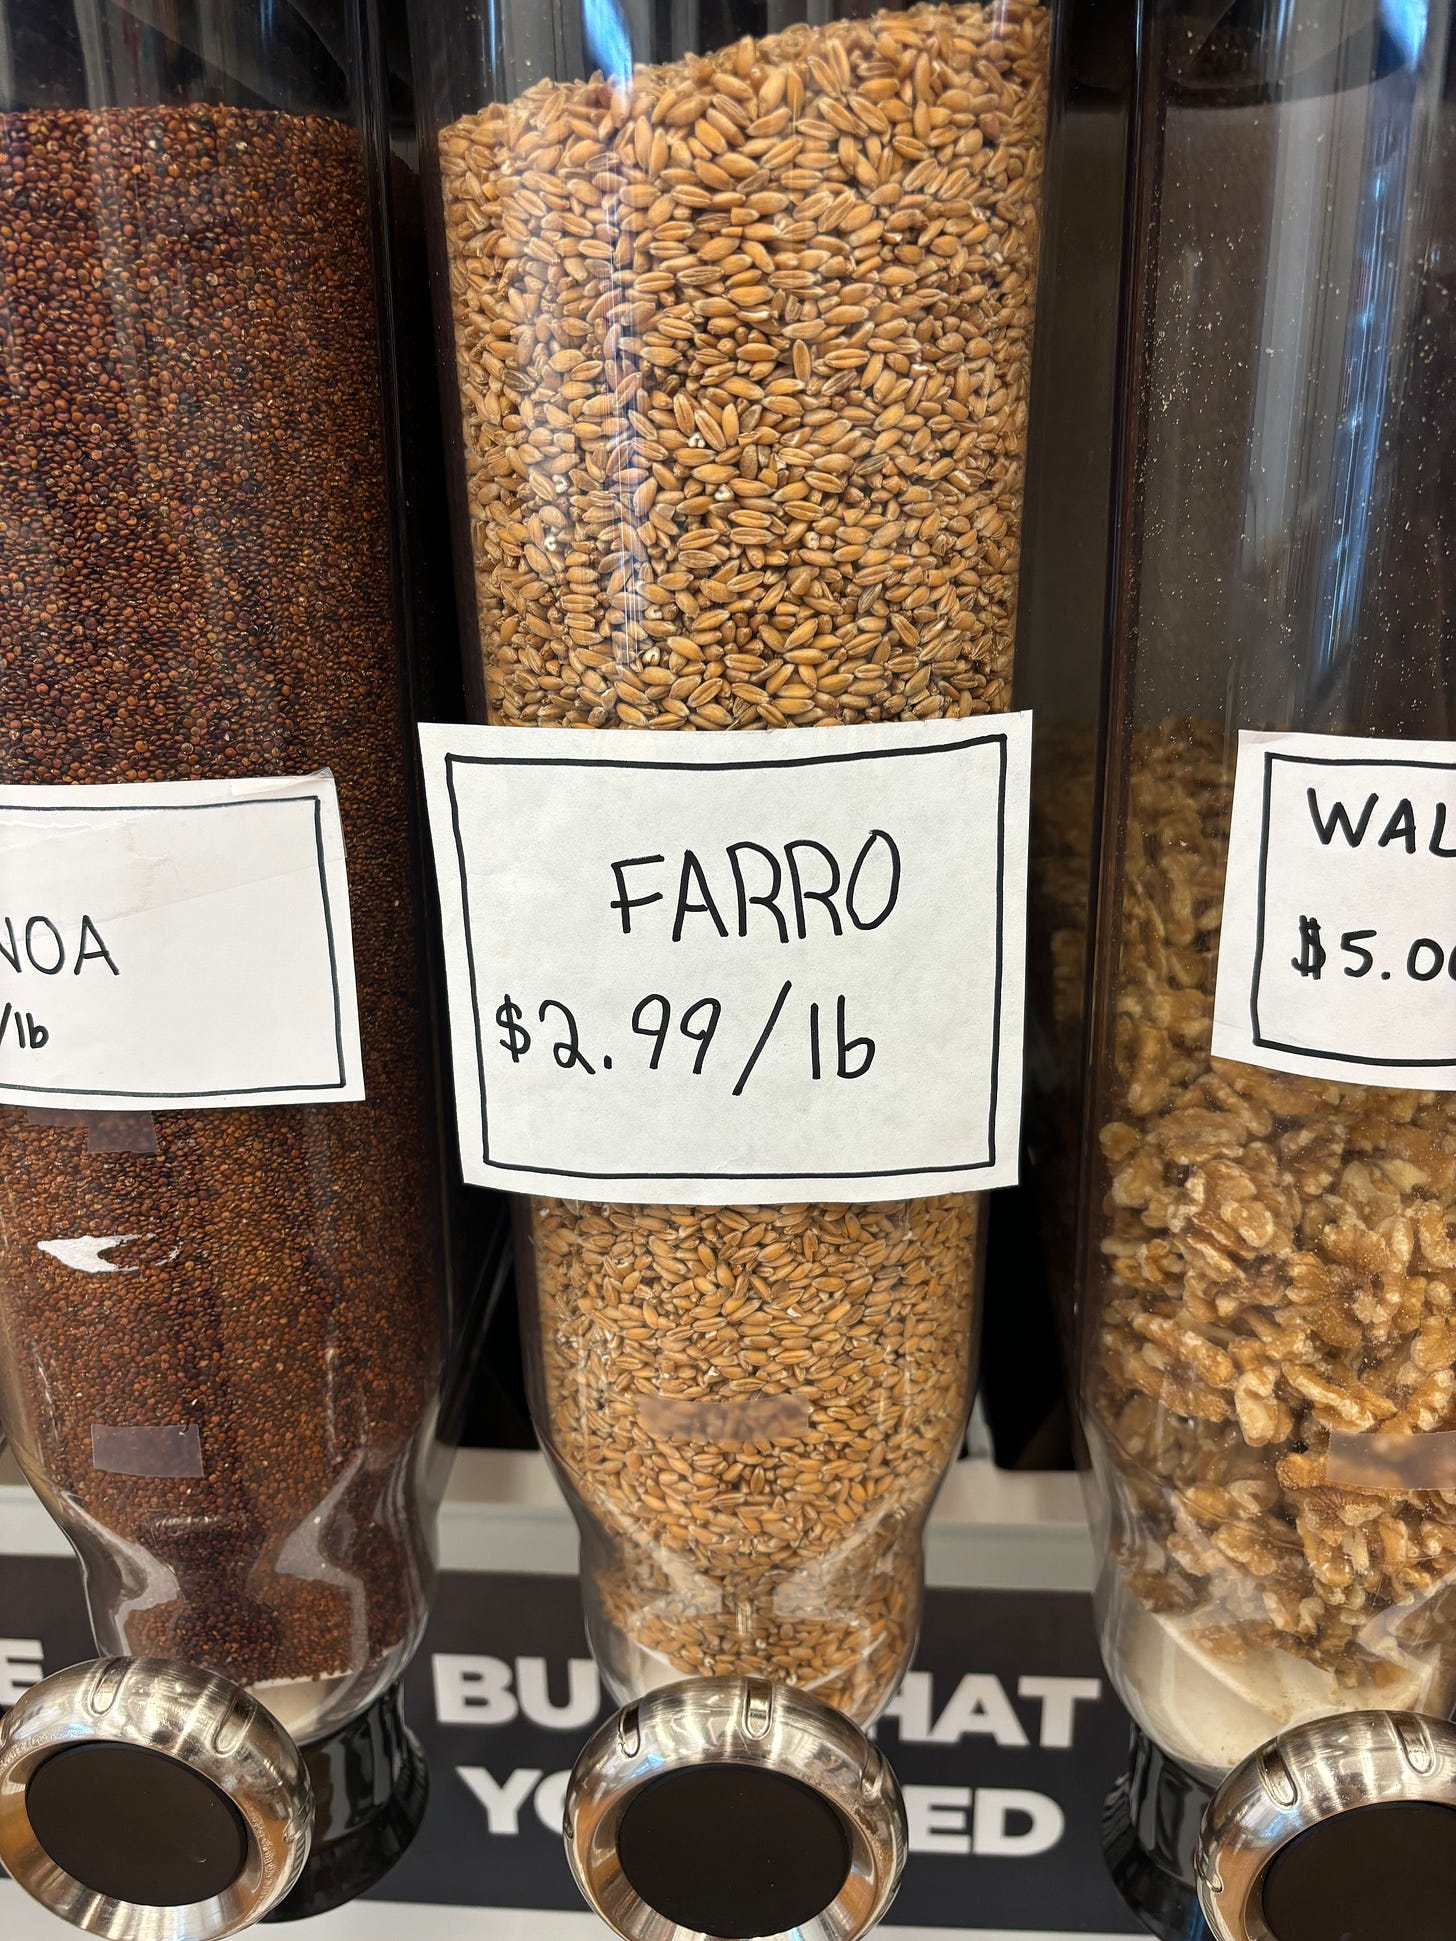 NOA
/lb
FARRO
$2.99/lb
WAL
$5.0
BU HAT
YO ED